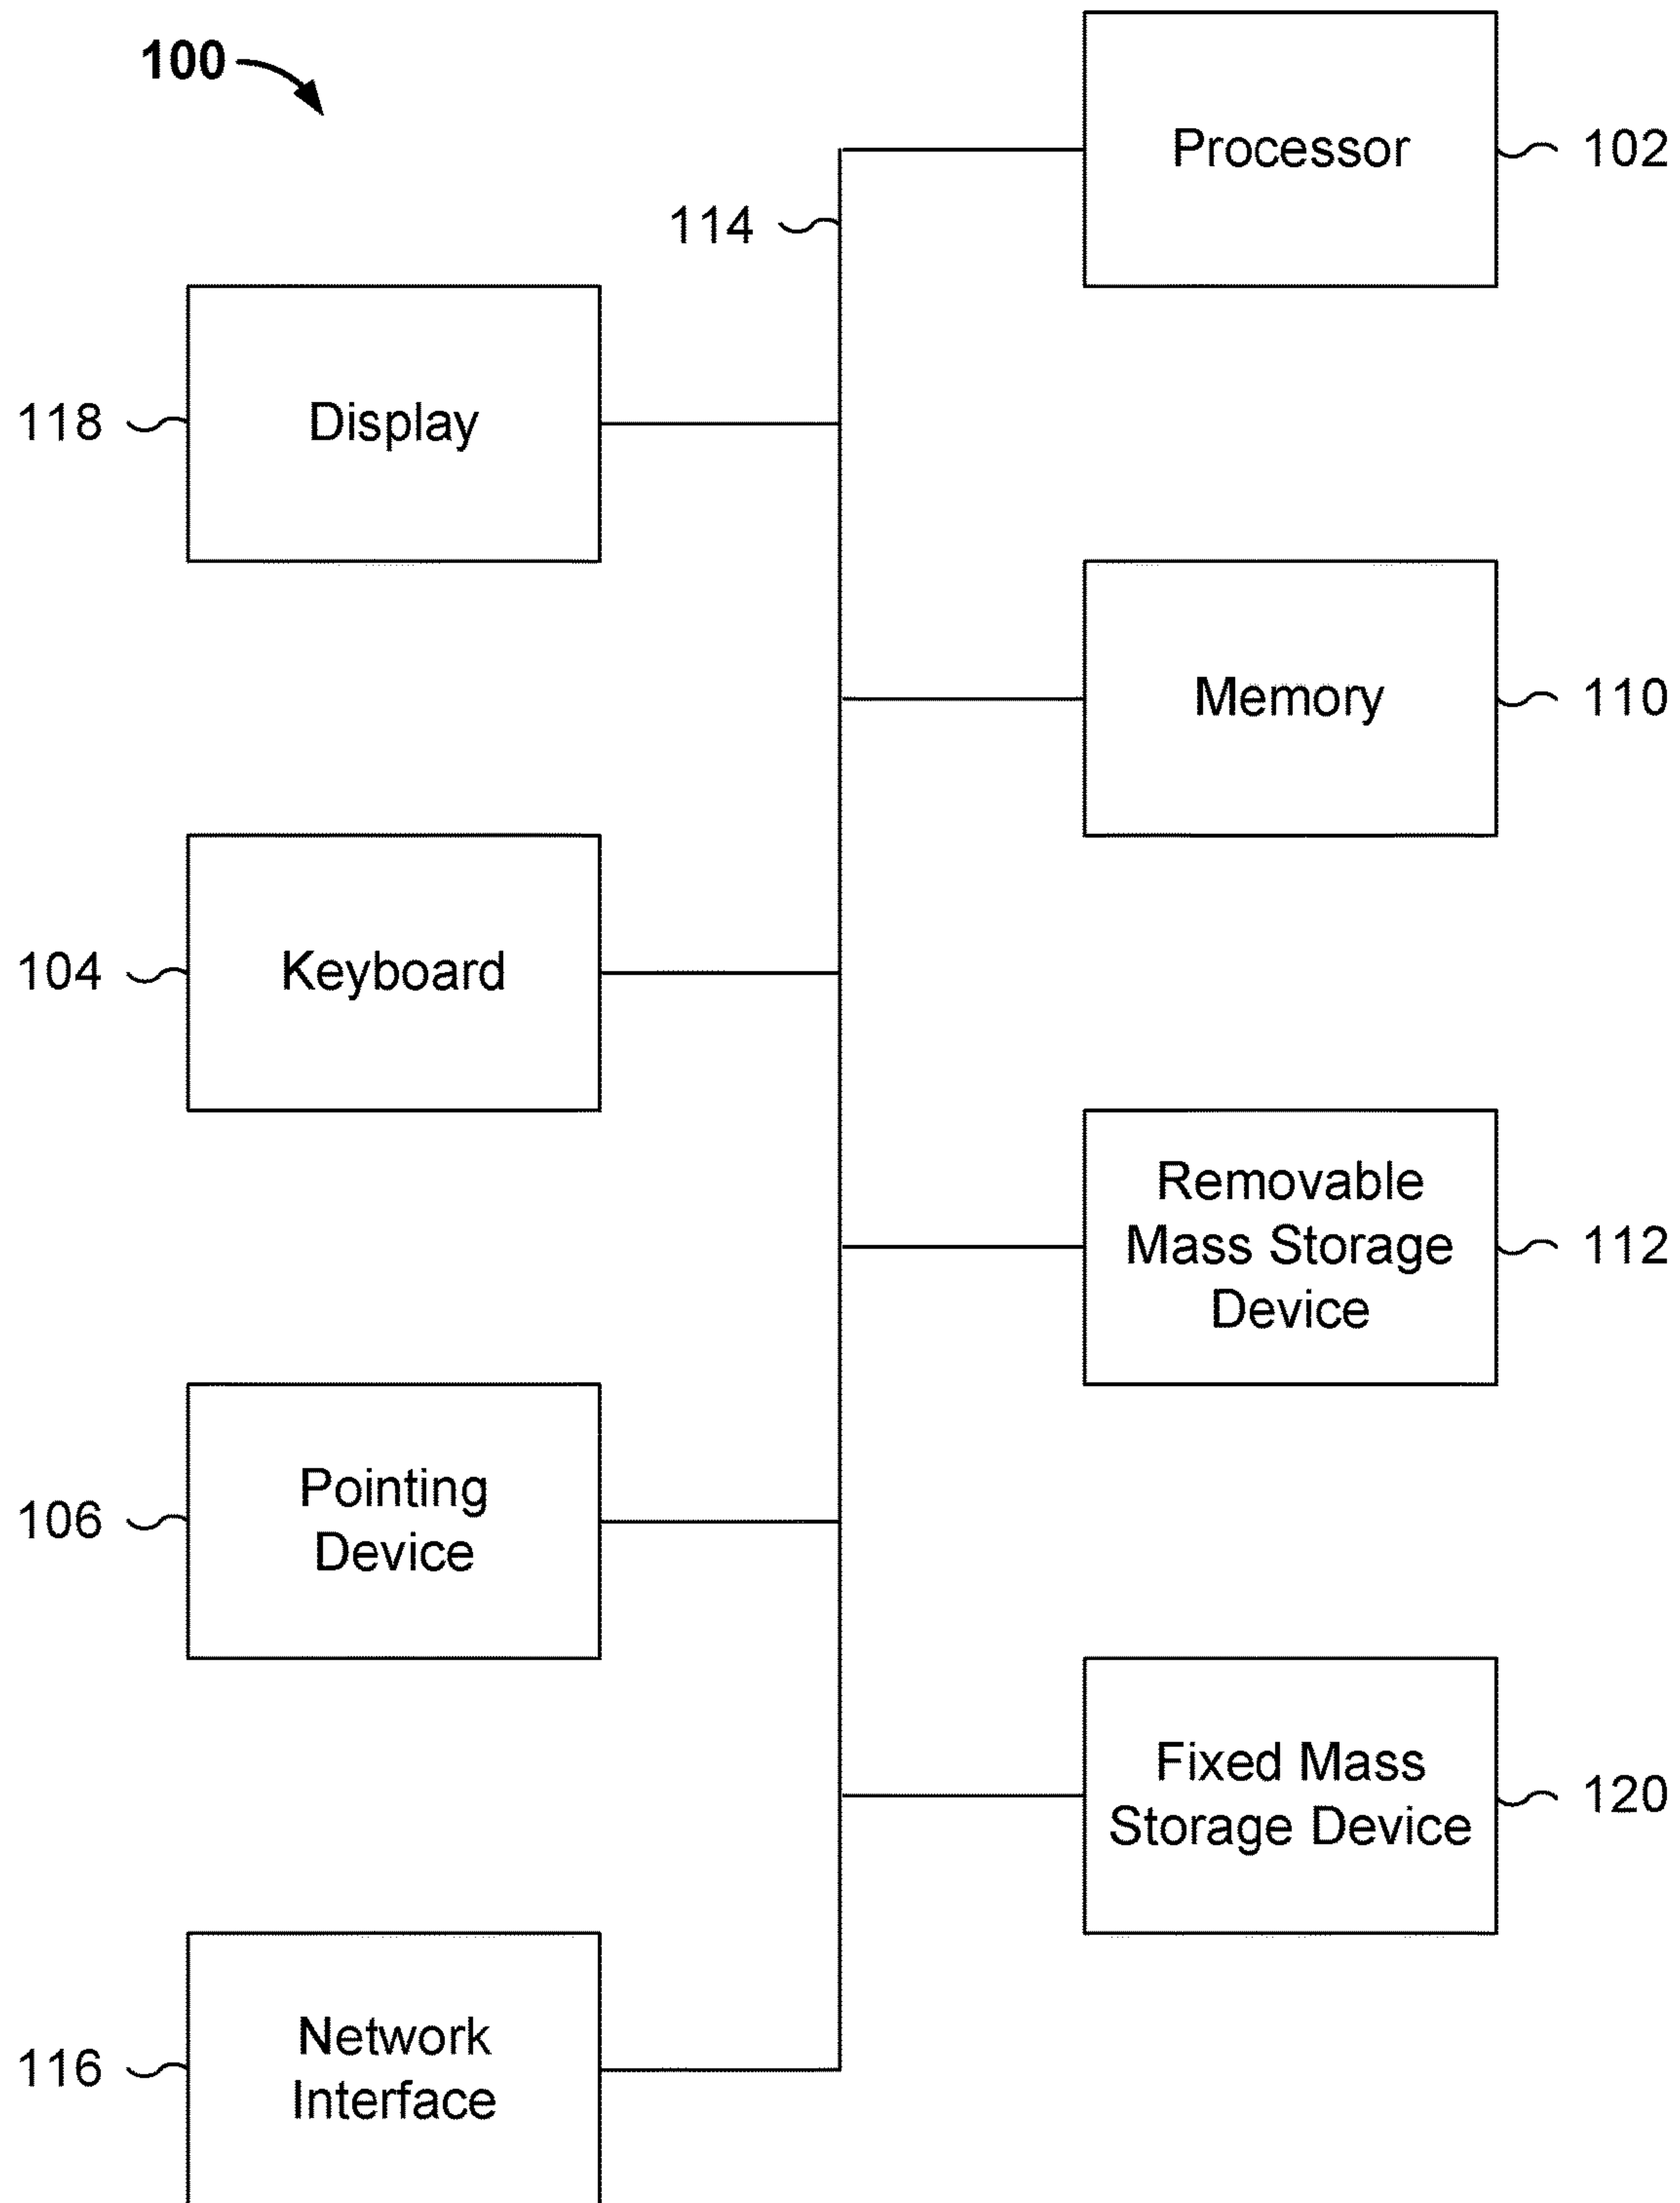 100
Processor
102
114
118
Display
Memory
110
104
Keyboard
Removable
Mass Storage
Device
112
106
Pointing
Device
Fixed Mass
Storage Device
120
116
Network
Interface